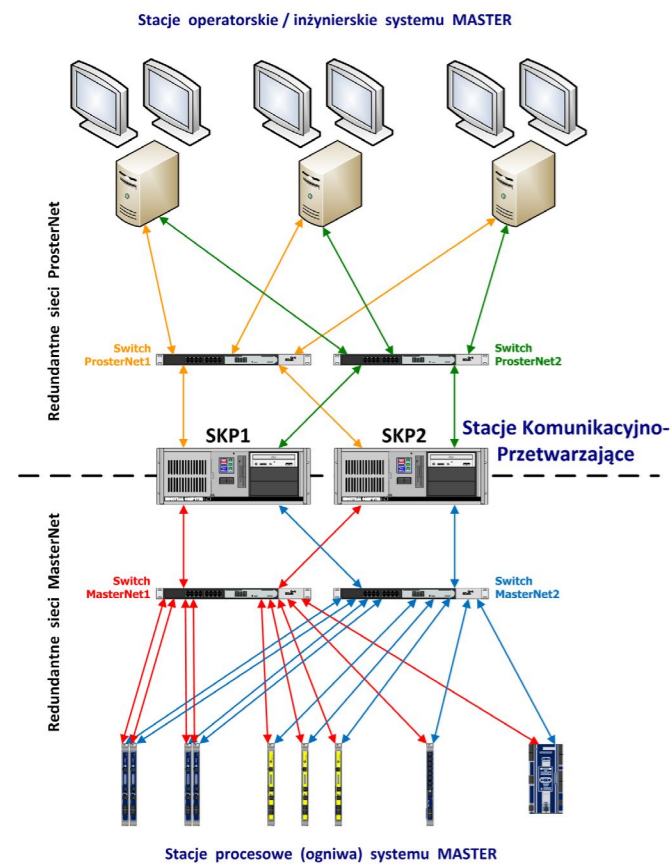 Stacje operatorskie / inżynierskie systemu MASTER
Redundantne sieci ProsterNet
Switch
ProsterNet1
Switch
ProsterNet2
SKP1
SKP2
Stacje Komunikacyjno-
Przetwarzające
Redundantne sieci MasterNet
Switch
MasterNet1
Switch
MasterNet2
Stacje procesowe (ogniwa) systemu MASTER